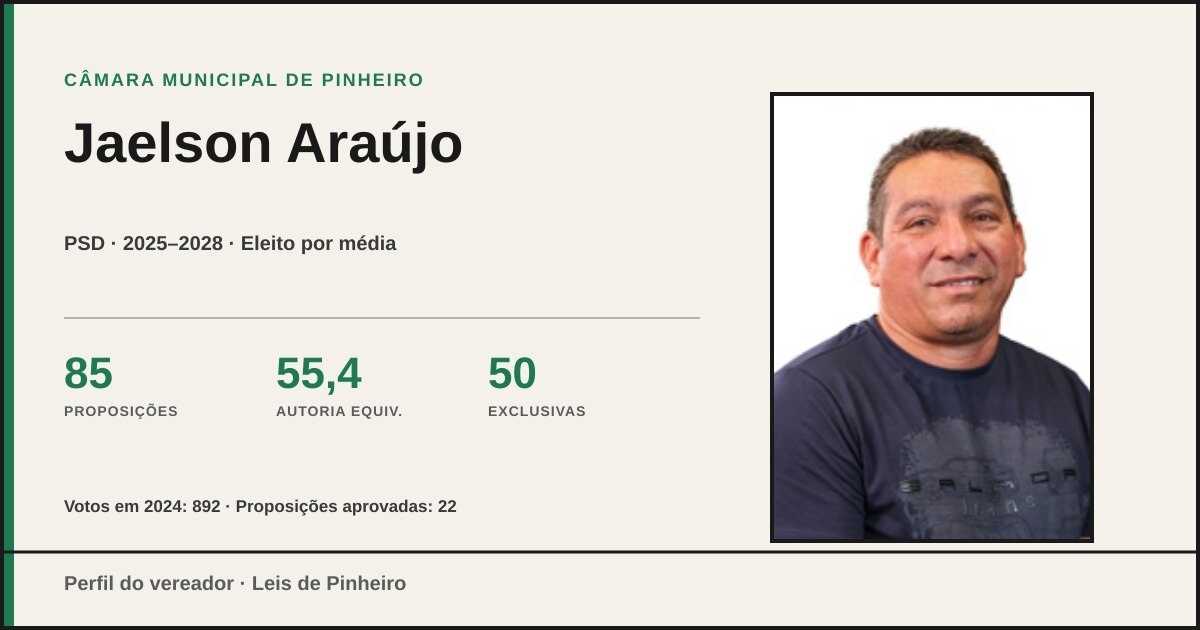 CÂMARA MUNICIPAL DE PINHEIRO
Jaelson Araújo
PSD · 2025–2028 · Eleito por média
85
55,4
50
PROPOSIÇÕES
AUTORIA EQUIV.
EXCLUSIVAS
Votos em 2024: 892 · Proposições aprovadas: 22
Perfil do vereador · Leis de Pinheiro